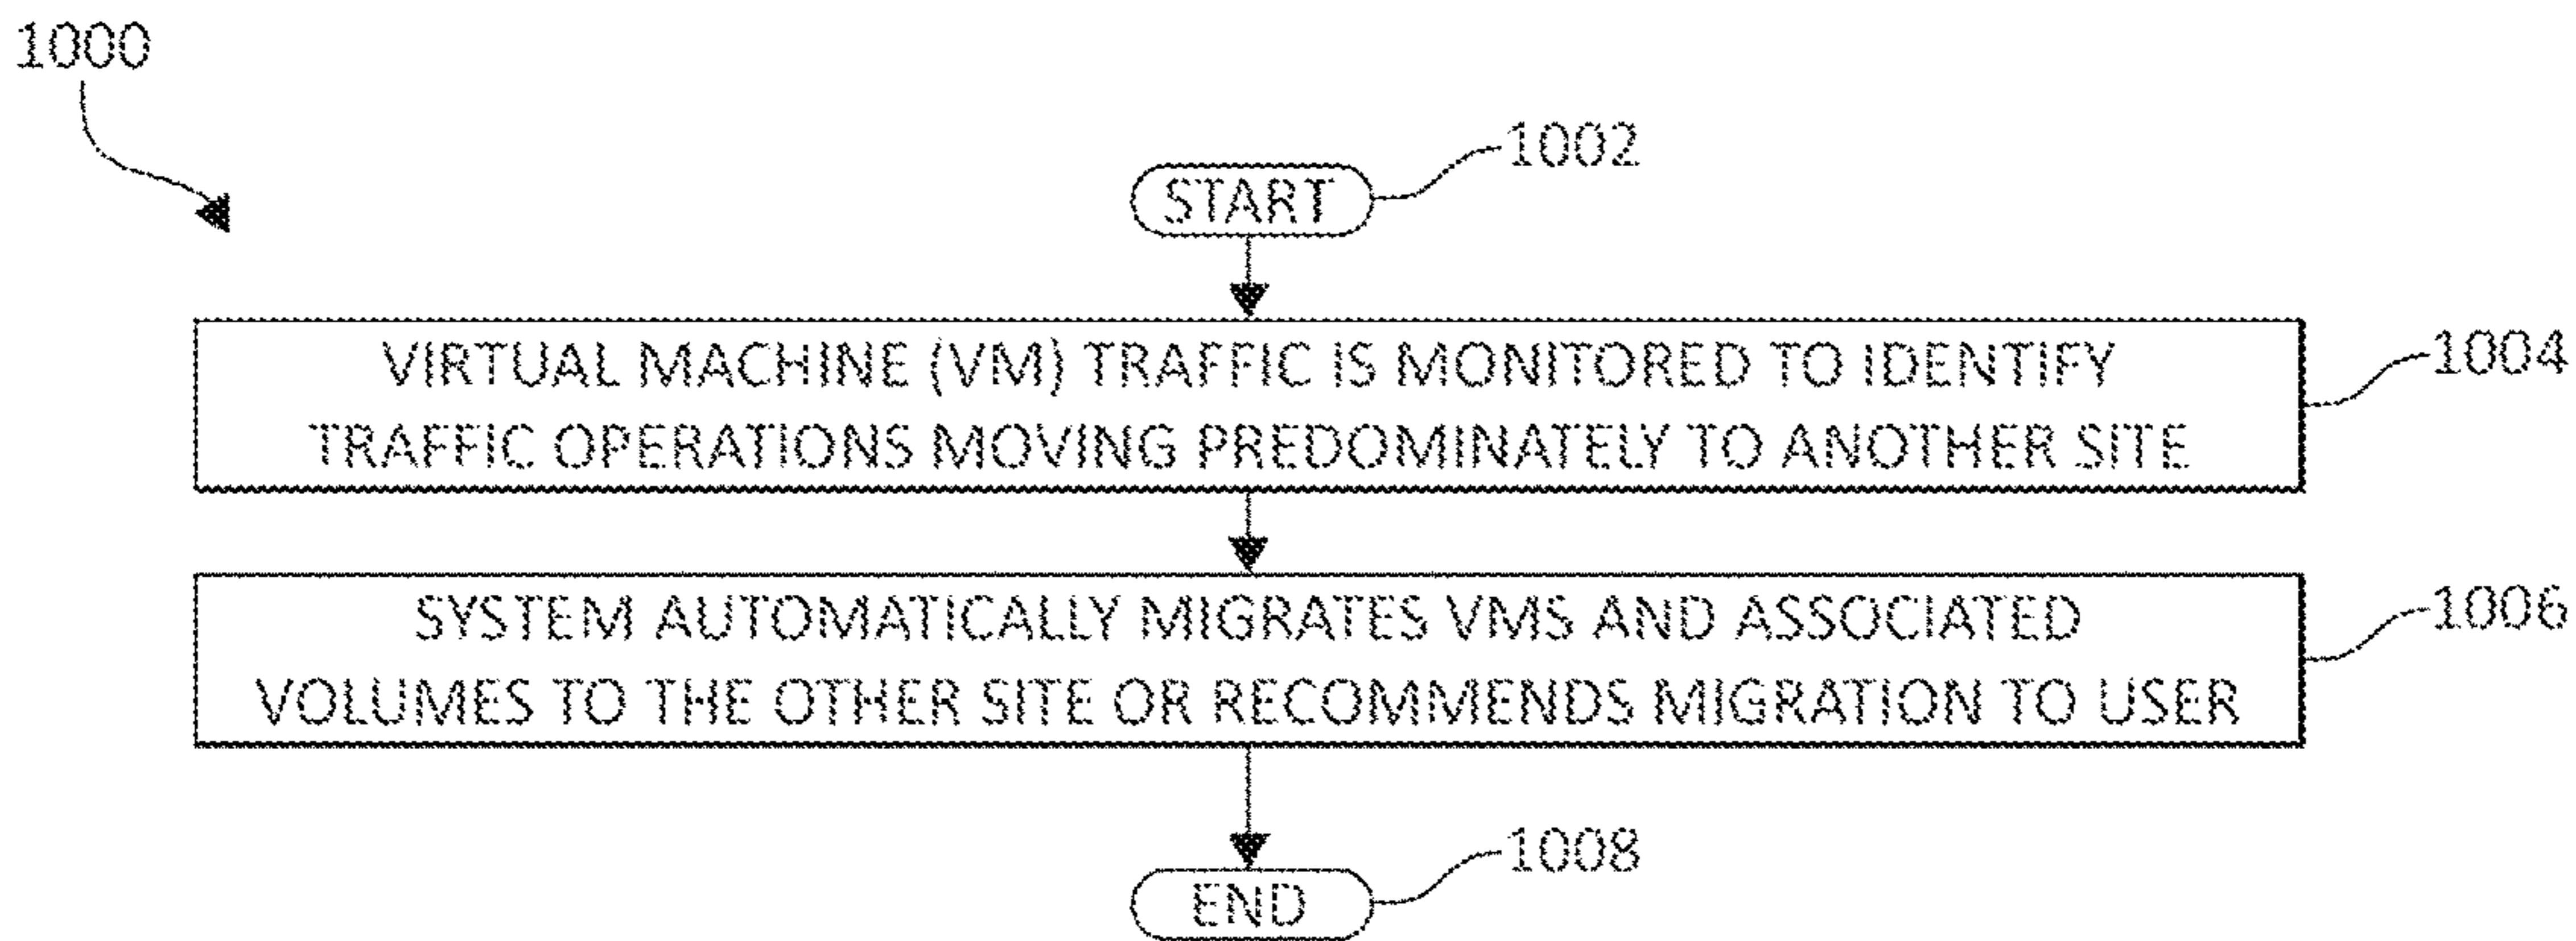 1000
1002
START
VIRTUAL MACHINE (VM) TRAFFIC IS MONITORED TO IDENTIFY
TRAFFIC OPERATIONS MOVING PREDOMINATELY TO ANOTHER SITE
1004
SYSTEM AUTOMATICALLY MIGRATES VMS AND ASSOCIATED
VOLUMES TO THE OTHER SITE OR RECOMMENDS MIGRATION TO USER
1006
1008
END